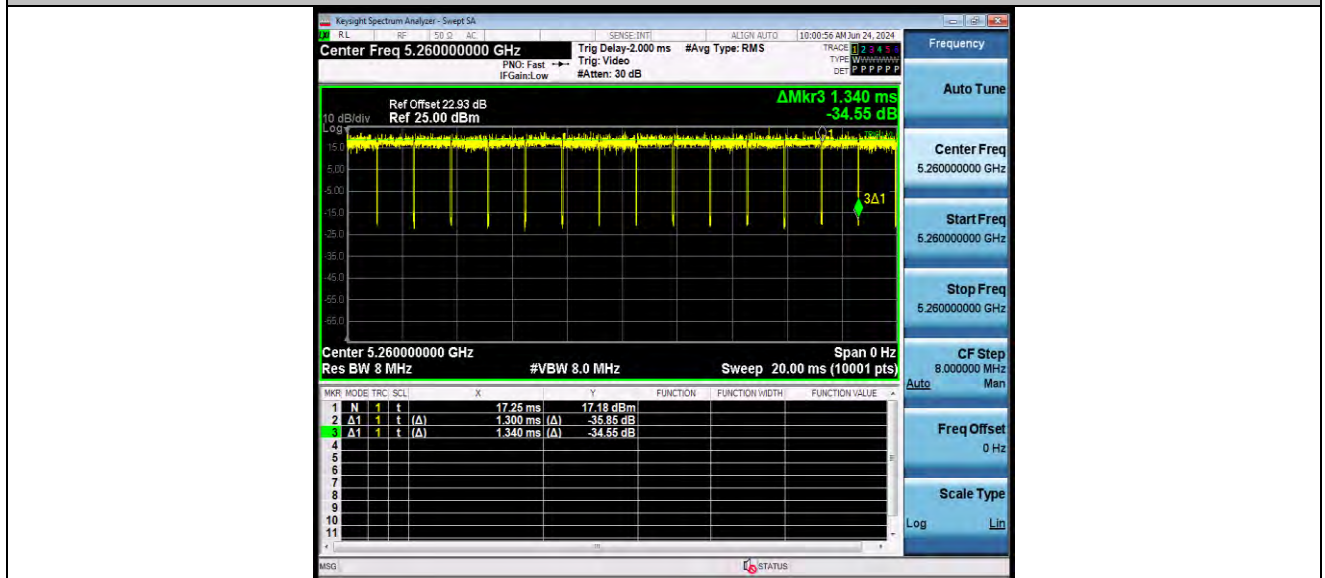 Keysight Spectrum Analyzer - Swept SA
RL RF 50 Ω AC SENSE:INT ALIGN AUTO 10:00:56 AM Jun 24, 2024
Center Freq 5.260000000 GHz
Trig Delay-2.000 ms #Avg Type: RMS
TRACE 1 2 3 4 5 6
PNO: Fast
Trig: Video
TYPE WWWWWW
IFGain:Low
#Atten: 30 dB
DET P P P P P P
Frequency
Auto Tune
Center Freq
5.260000000 GHz
Start Freq
5.260000000 GHz
Stop Freq
5.260000000 GHz
CF Step
8.000000 MHz
Auto Man
Freq Offset
0 Hz
Scale Type
Log Lin
ΔMkr3 1.340 ms
-34.55 dB
Ref Offset 22.93 dB
10 dB/div Ref 25.00 dBm
Log
1
15.0
5.00
-5.00
3Δ1
-15.0
-25.0
-35.0
-45.0
-55.0
-65.0
Center 5.260000000 GHz Span 0 Hz
Res BW 8 MHz #VBW 8.0 MHz Sweep 20.00 ms (10001 pts)
MKR MODE TRC SCL X Y FUNCTION FUNCTION WIDTH FUNCTION VALUE
1 N 1 t 17.25 ms 17.18 dBm
2 Δ1 1 t (Δ) 1.300 ms (Δ) -35.85 dB
3 Δ1 1 t (Δ) 1.340 ms (Δ) -34.55 dB
4
5
6
7
8
9
10
11
MSG STATUS